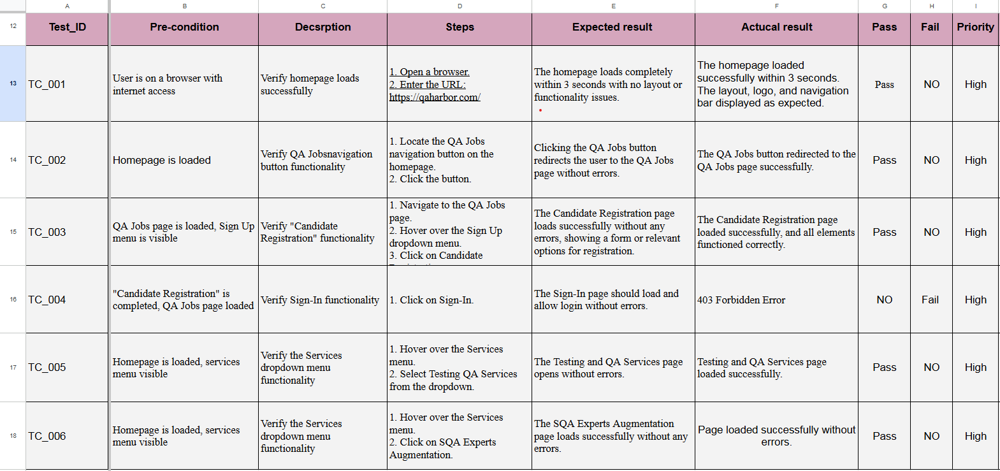 A B C D E F G H I
12 Test_ID Pre-condition Decsrption Steps Expected result Actucal result Pass Fail Priority
13
TC_001
User is on a browser with
internet access
Verify homepage loads
successfully
1. Open a browser.
2. Enter the URL:
https://qaharbor.com/
The homepage loads completely
within 3 seconds with no layout or
functionality issues.
The homepage loaded
successfully within 3 seconds.
The layout, logo, and navigation
bar displayed as expected.
Pass
NO
High
14
TC_002
Homepage is loaded
Verify QA Jobsnavigation
button functionality
1. Locate the QA Jobs
navigation button on the
homepage.
2. Click the button.
Clicking the QA Jobs button
redirects the user to the QA Jobs
page without errors.
The QA Jobs button redirected to the
QA Jobs page successfully.
Pass
NO
High
15
TC_003
QA Jobs page is loaded, Sign Up
menu is visible
Verify "Candidate
Registration" functionality
1. Navigate to the QA Jobs
page.
2. Hover over the Sign Up
dropdown menu.
3. Click on Candidate
The Candidate Registration page
loads successfully without any
errors, showing a form or relevant
options for registration.
The Candidate Registration page
loaded successfully, and all elements
functioned correctly.
Pass
NO
High
16
TC_004
"Candidate Registration" is
completed, QA Jobs page loaded
Verify Sign-In functionality
1. Click on Sign-In.
The Sign-In page should load and
allow login without errors.
403 Forbidden Error
NO
Fail
High
17
TC_005
Homepage is loaded, services
menu visible
Verify the Services
dropdown menu
functionality
1. Hover over the Services
menu.
2. Select Testing QA Services
from the dropdown.
The Testing and QA Services page
opens without errors.
Testing and QA Services page
loaded successfully.
Pass
NO
High
18
TC_006
Homepage is loaded, services
menu visible
Verify the Services
dropdown menu
functionality
1. Hover over the Services
menu.
2. Click on SQA Experts
Augmentation.
The SQA Experts Augmentation
page loads successfully without any
errors.
Page loaded successfully without
errors.
Pass
NO
High